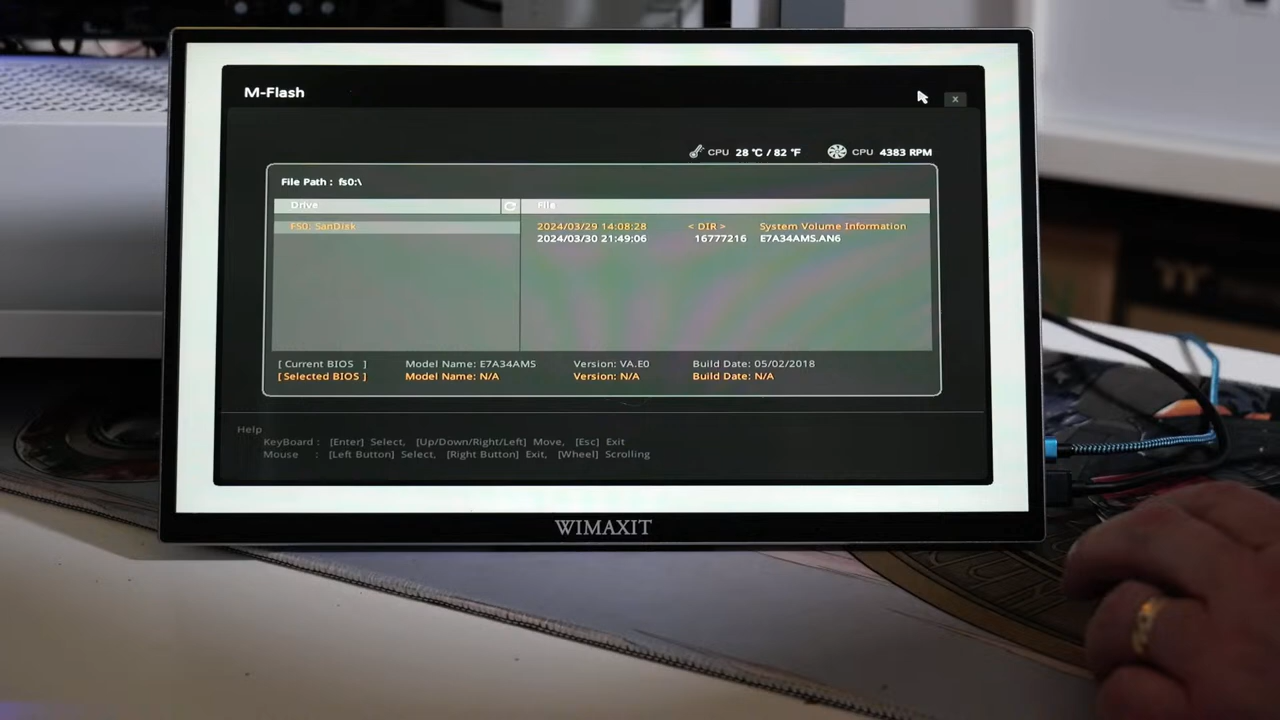 M-Flash
x
CPU 28 °C / 82 °F CPU 4383 RPM
File Path : fs0:\
Drive File
FS0: SanDisk 2024/03/29 14:08:28 < DIR > System Volume Information
2024/03/30 21:49:06 16777216 E7A34AMS.AN6
[ Current BIOS ] Model Name: E7A34AMS Version: VA.E0 Build Date: 05/02/2018
[ Selected BIOS ] Model Name: N/A Version: N/A Build Date: N/A
Help
KeyBoard : [Enter] Select, [Up/Down/Right/Left] Move, [Esc] Exit
Mouse : [Left Button] Select, [Right Button] Exit, [Wheel] Scrolling
WIMAXIT